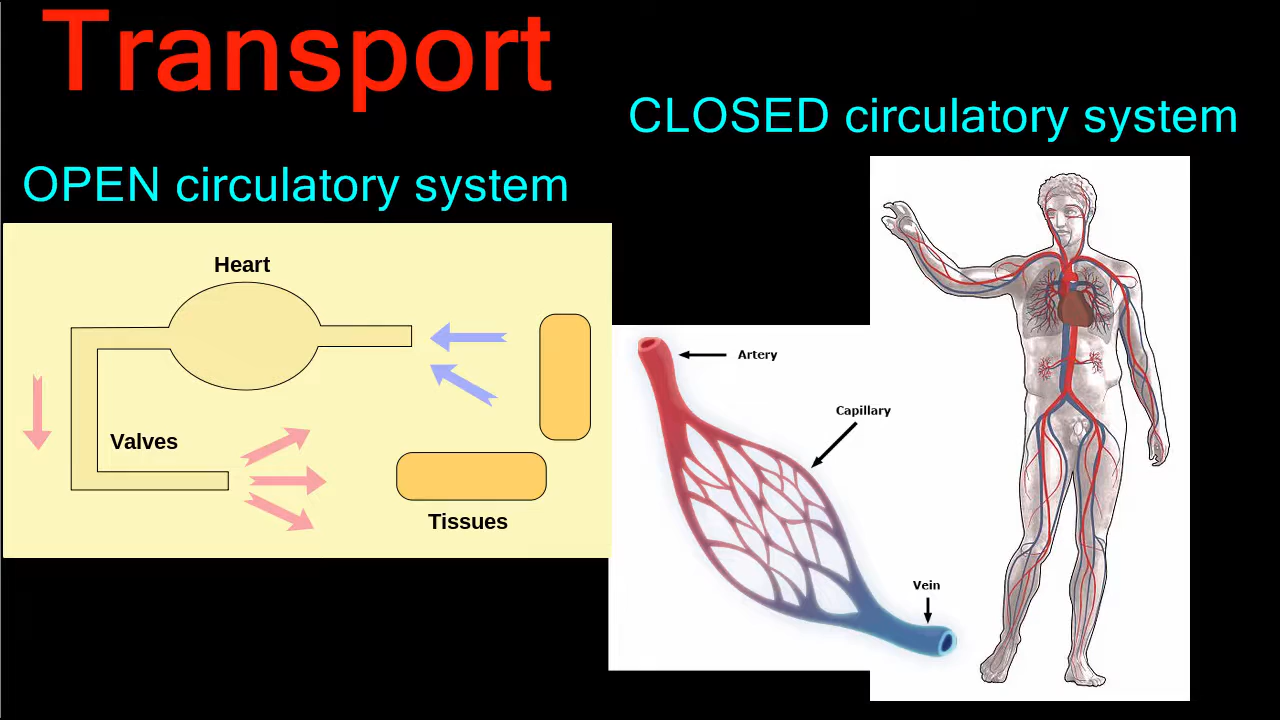 Transport
OPEN circulatory system
Heart
Valves
Tissues
CLOSED circulatory system
Artery
Capillary
Vein